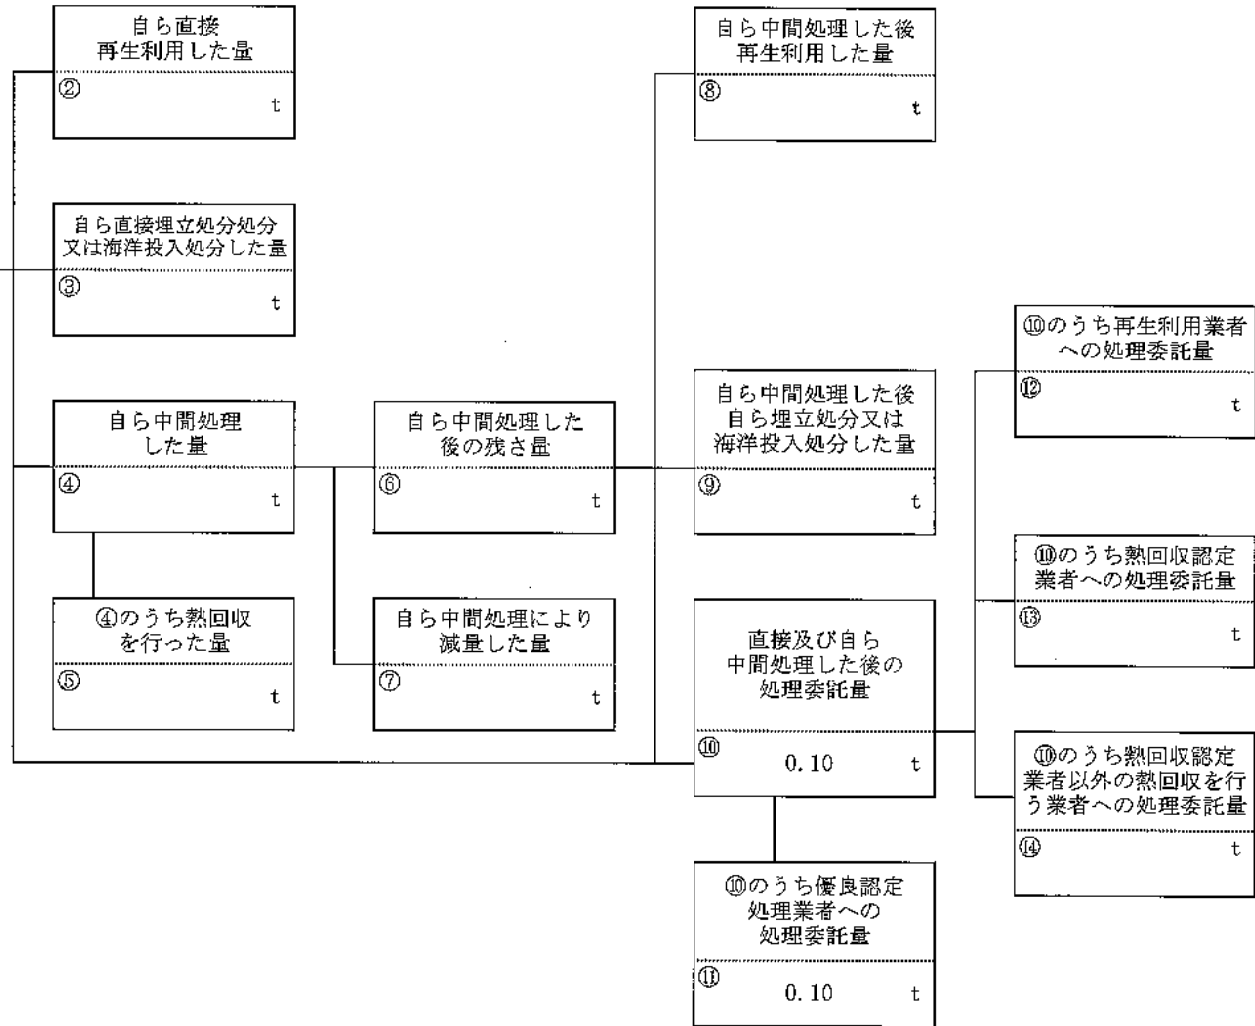 自ら直接
再生利用した量
②
t
自ら中間処理した後
再生利用した量
⑧
t
自ら直接埋立処分処分
又は海洋投入処分した量
③
t
⑩のうち再生利用業者
への処理委託量
⑫
t
自ら中間処理
した量
④
t
自ら中間処理した
後の残さ量
⑥
t
自ら中間処理した後
自ら埋立処分又は
海洋投入処分した量
⑨
t
⑩のうち熱回収認定
業者への処理委託量
⑬
t
④のうち熱回収
を行った量
⑤
t
自ら中間処理により
減量した量
⑦
t
直接及び自ら
中間処理した後の
処理委託量
⑩
0.10 t
⑩のうち熱回収認定
業者以外の熱回収を行
う業者への処理委託量
⑭
t
⑩のうち優良認定
処理業者への
処理委託量
⑪
0.10 t